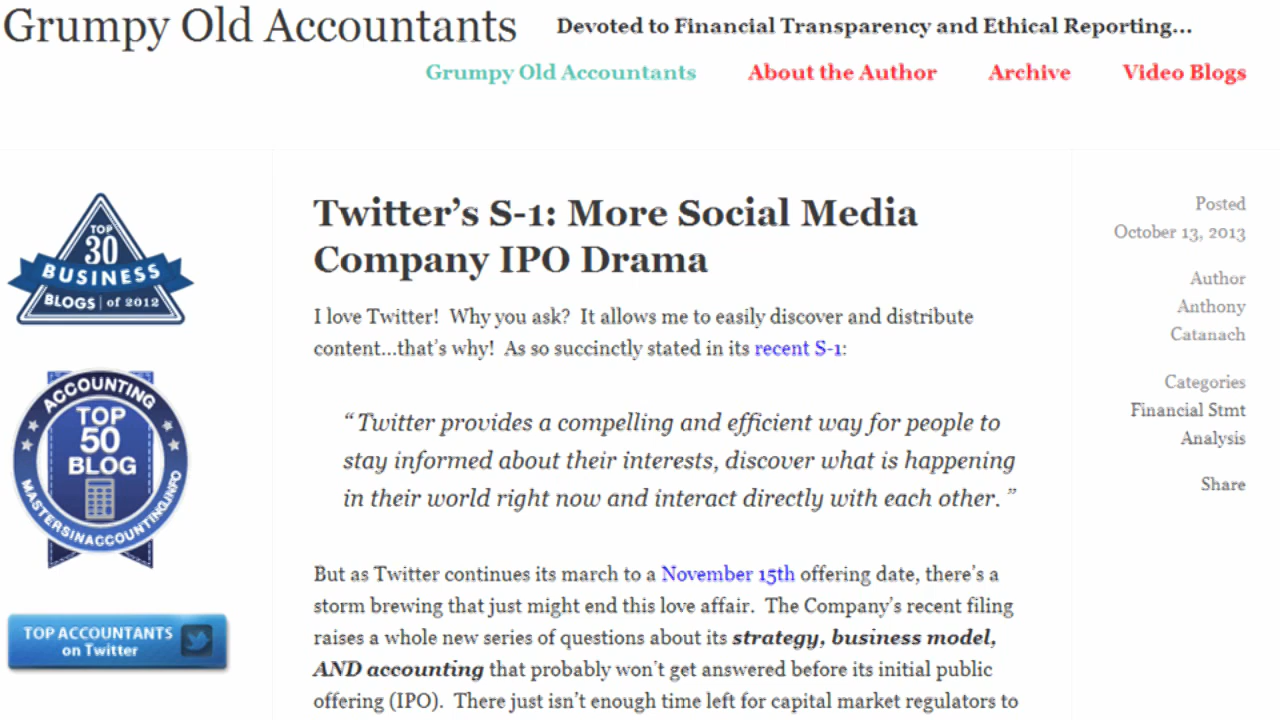 Grumpy Old Accountants
Devoted to Financial Transparency and Ethical Reporting...
Grumpy Old Accountants
About the Author
Archive
Video Blogs
TOP
30
BUSINESS
BLOGS | of 2012
ACCOUNTING
TOP
50
BLOG
MASTERSINACCOUNTING.INFO
TOP ACCOUNTANTS
on Twitter
Twitter's S-1: More Social Media
Company IPO Drama
I love Twitter!  Why you ask?  It allows me to easily discover and distribute
content...that's why!  As so succinctly stated in its recent S-1:
“Twitter provides a compelling and efficient way for people to
stay informed about their interests, discover what is happening
in their world right now and interact directly with each other.”
But as Twitter continues its march to a November 15th offering date, there's a
storm brewing that just might end this love affair.  The Company's recent filing
raises a whole new series of questions about its strategy, business model,
AND accounting that probably won't get answered before its initial public
offering (IPO).  There just isn't enough time left for capital market regulators to
Posted
October 13, 2013
Author
Anthony
Catanach
Categories
Financial Stmt
Analysis
Share